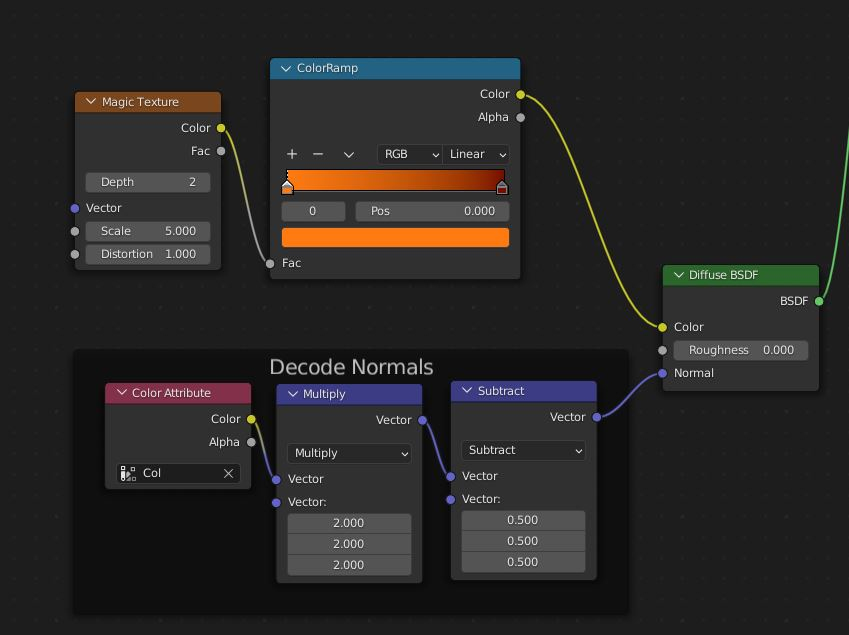 Magic Texture
Color
Fac
Depth 2
Vector
Scale 5.000
Distortion 1.000
ColorRamp
Color
Alpha
RGB Linear
0 Pos 0.000
Fac
Diffuse BSDF
BSDF
Color
Roughness 0.000
Normal
Decode Normals
Color Attribute
Color
Alpha
Col
Multiply
Vector
Multiply
Vector
Vector:
2.000
2.000
2.000
Subtract
Vector
Subtract
Vector
Vector:
0.500
0.500
0.500